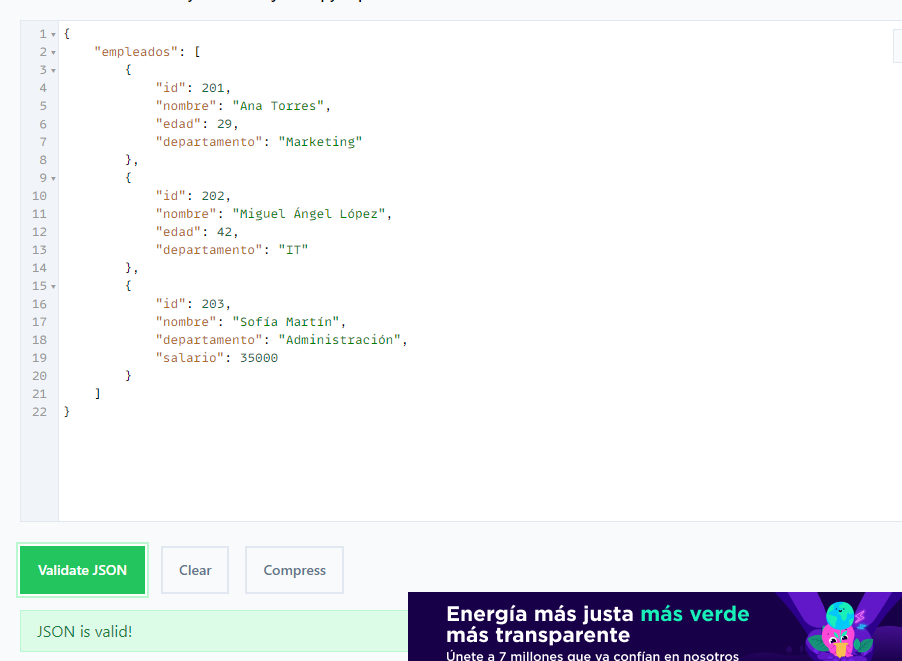 1 {
2 "empleados": [
3 {
4 "id": 201,
5 "nombre": "Ana Torres",
6 "edad": 29,
7 "departamento": "Marketing"
8 },
9 {
10 "id": 202,
11 "nombre": "Miguel Ángel López",
12 "edad": 42,
13 "departamento": "IT"
14 },
15 {
16 "id": 203,
17 "nombre": "Sofía Martín",
18 "departamento": "Administración",
19 "salario": 35000
20 }
21 ]
22 }
Validate JSON Clear Compress
JSON is valid!
Energía más justa más verde
más transparente
Únete a 7 millones que ya confían en nosotros